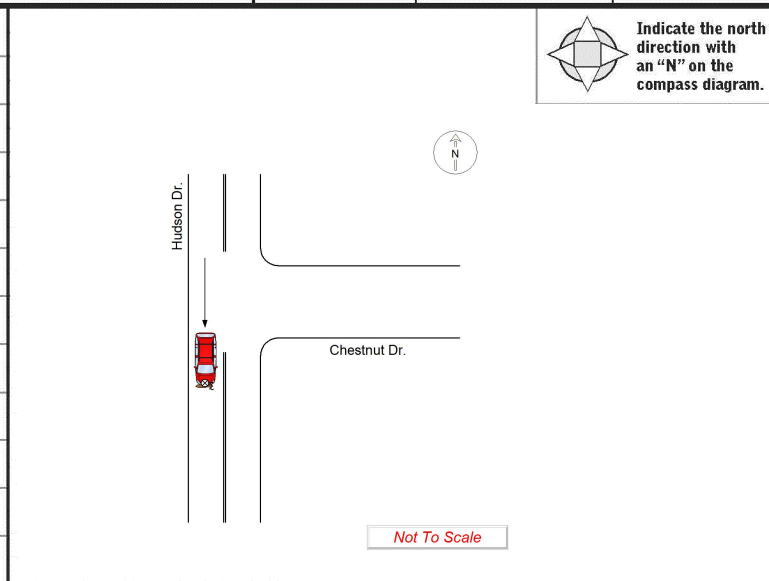 Indicate the north
direction with
an “N” on the
compass diagram.
N
Hudson Dr.
Chestnut Dr.
Not To Scale